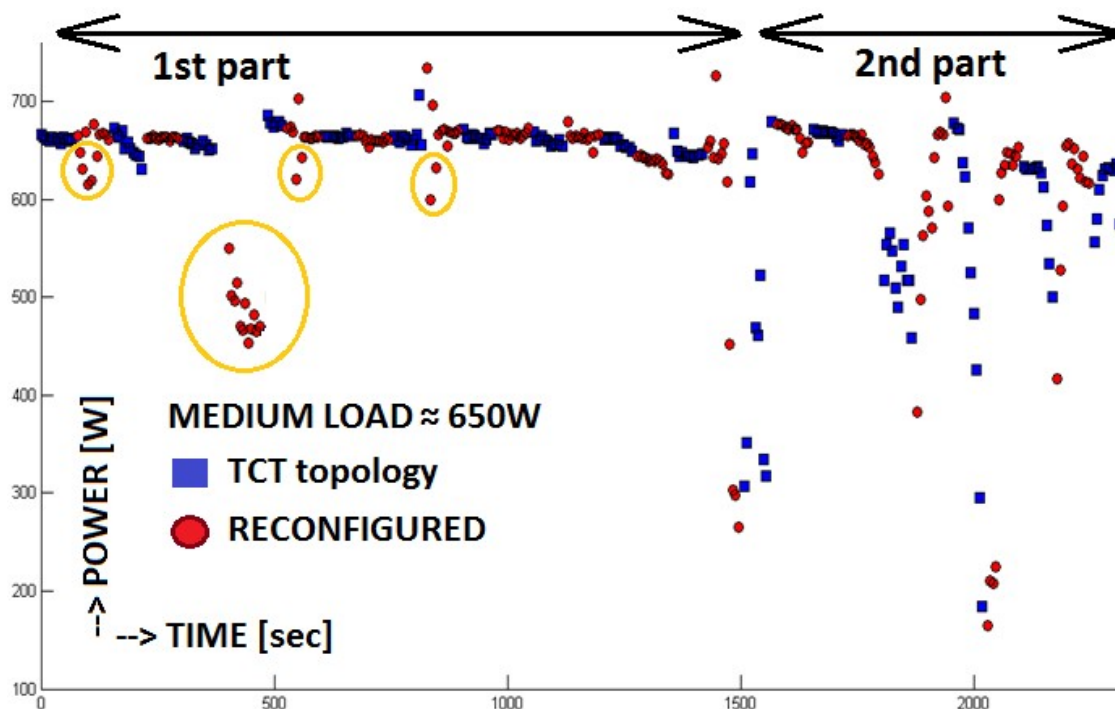 1st part
2nd part
700
600
500
400
300
200
100
MEDIUM LOAD ≈ 650W
TCT topology
RECONFIGURED
--> POWER [W]
--> TIME [sec]
0
500
1000
1500
2000